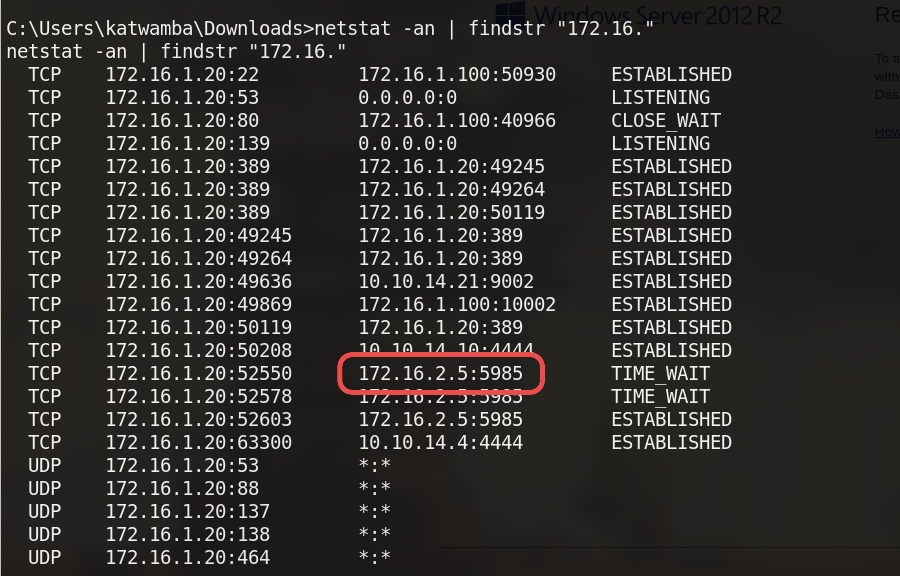 Windows Server 2012 R2
Re
C:\Users\katwamba\Downloads>netstat -an | findstr "172.16."
netstat -an | findstr "172.16."
To
with
Das
How
TCP 172.16.1.20:22 172.16.1.100:50930 ESTABLISHED
TCP 172.16.1.20:53 0.0.0.0:0 LISTENING
TCP 172.16.1.20:80 172.16.1.100:40966 CLOSE_WAIT
TCP 172.16.1.20:139 0.0.0.0:0 LISTENING
TCP 172.16.1.20:389 172.16.1.20:49245 ESTABLISHED
TCP 172.16.1.20:389 172.16.1.20:49264 ESTABLISHED
TCP 172.16.1.20:389 172.16.1.20:50119 ESTABLISHED
TCP 172.16.1.20:49245 172.16.1.20:389 ESTABLISHED
TCP 172.16.1.20:49264 172.16.1.20:389 ESTABLISHED
TCP 172.16.1.20:49636 10.10.14.21:9002 ESTABLISHED
TCP 172.16.1.20:49869 172.16.1.100:10002 ESTABLISHED
TCP 172.16.1.20:50119 172.16.1.20:389 ESTABLISHED
TCP 172.16.1.20:50208 10.10.14.10:4444 ESTABLISHED
TCP 172.16.1.20:52550 172.16.2.5:5985 TIME_WAIT
TCP 172.16.1.20:52578 172.16.2.5:5985 TIME_WAIT
TCP 172.16.1.20:52603 172.16.2.5:5985 ESTABLISHED
TCP 172.16.1.20:63300 10.10.14.4:4444 ESTABLISHED
UDP 172.16.1.20:53 *:*
UDP 172.16.1.20:88 *:*
UDP 172.16.1.20:137 *:*
UDP 172.16.1.20:138 *:*
UDP 172.16.1.20:464 *:*